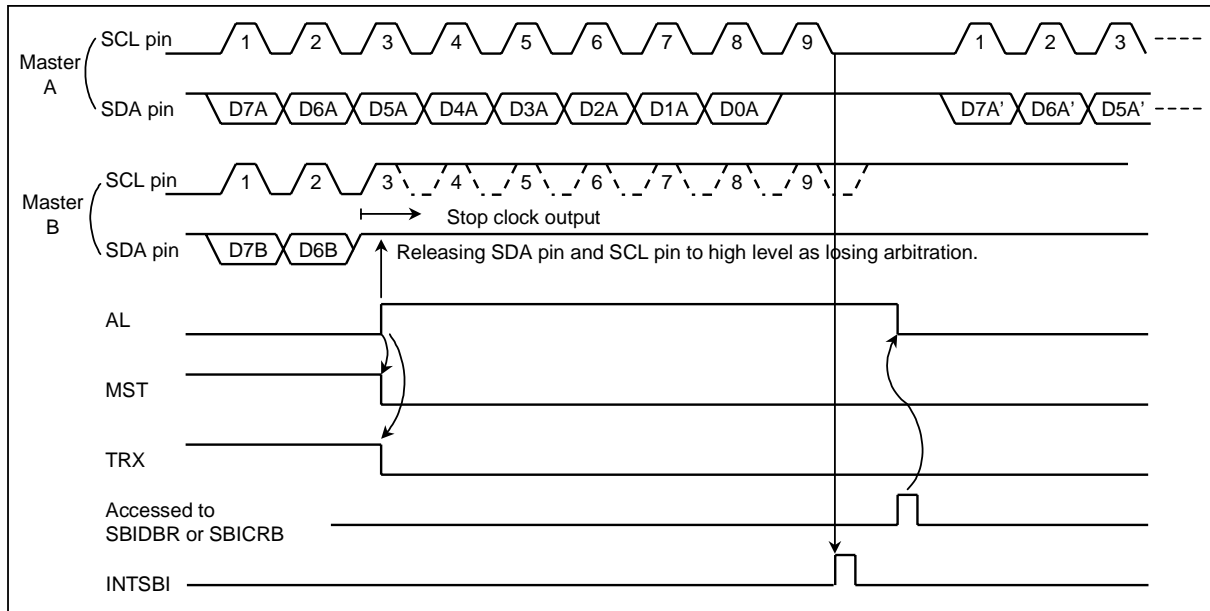 SCL pin 1 2 3 4 5 6 7 8 9 1 2 3
Master
A
SDA pin D7A D6A D5A D4A D3A D2A D1A D0A D7A' D6A' D5A'
SCL pin 1 2 3 4 5 6 7 8 9
Master
B
Stop clock output
SDA pin D7B D6B
Releasing SDA pin and SCL pin to high level as losing arbitration.
AL
MST
TRX
Accessed to
SBIDBR or SBICRB
INTSBI